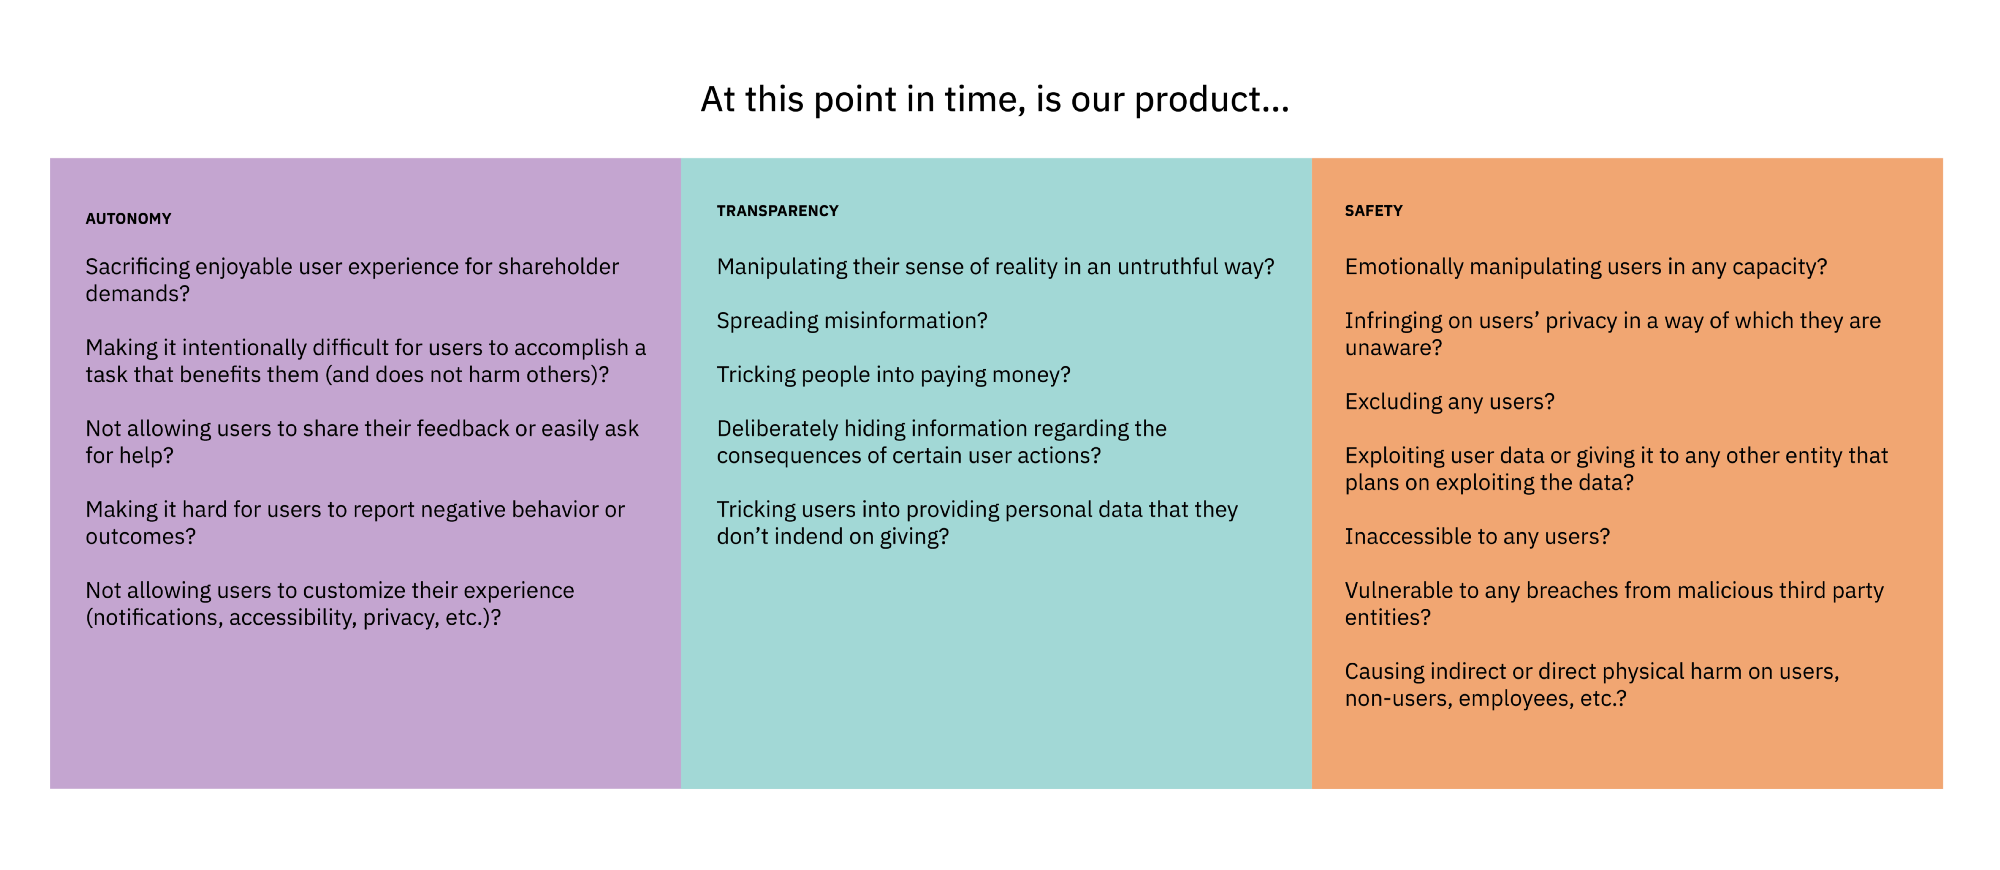 At this point in time, is our product...
AUTONOMY
Sacrificing enjoyable user experience for shareholder
demands?
Making it intentionally difficult for users to accomplish a
task that benefits them (and does not harm others)?
Not allowing users to share their feedback or easily ask
for help?
Making it hard for users to report negative behavior or
outcomes?
Not allowing users to customize their experience
(notifications, accessibility, privacy, etc.)?
TRANSPARENCY
Manipulating their sense of reality in an untruthful way?
Spreading misinformation?
Tricking people into paying money?
Deliberately hiding information regarding the
consequences of certain user actions?
Tricking users into providing personal data that they
don’t indend on giving?
SAFETY
Emotionally manipulating users in any capacity?
Infringing on users’ privacy in a way of which they are
unaware?
Excluding any users?
Exploiting user data or giving it to any other entity that
plans on exploiting the data?
Inaccessible to any users?
Vulnerable to any breaches from malicious third party
entities?
Causing indirect or direct physical harm on users,
non-users, employees, etc.?